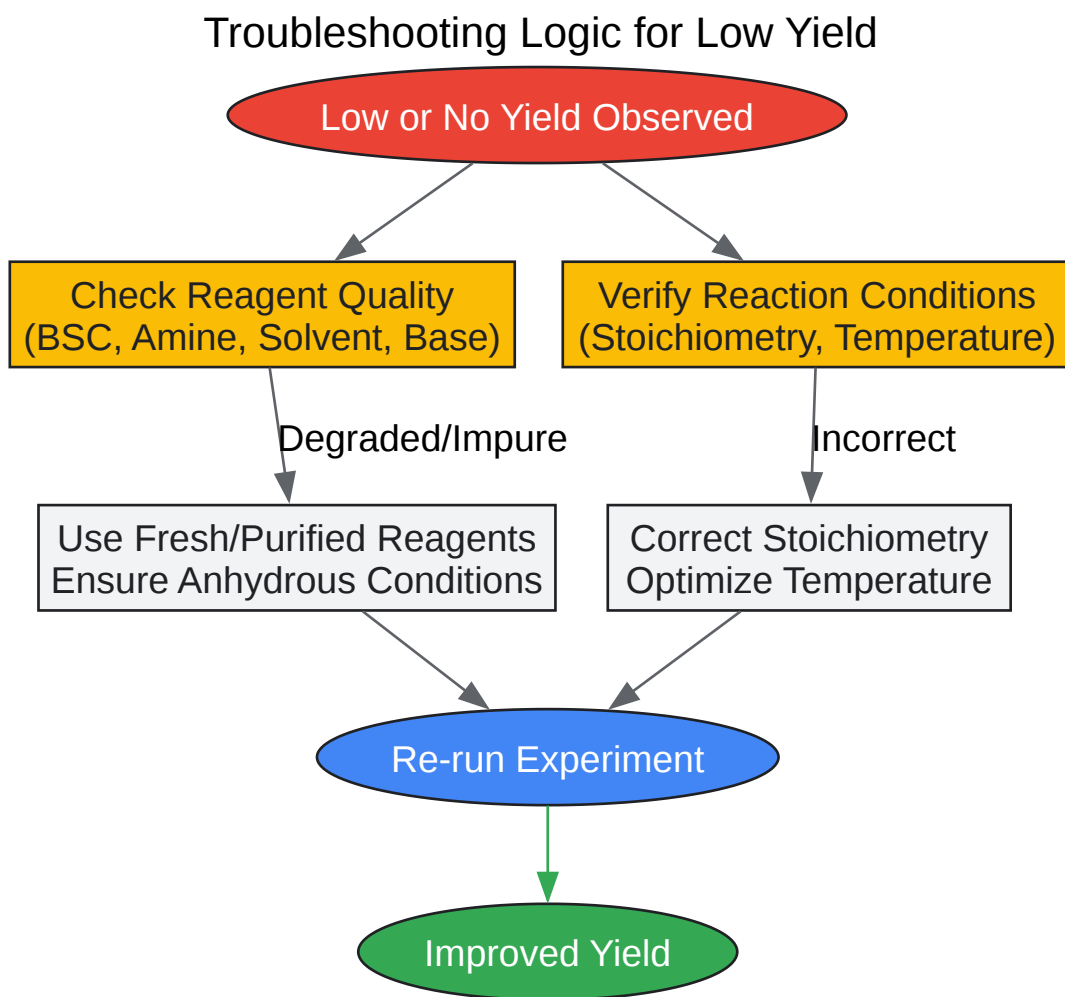 Troubleshooting Logic for Low Yield
Low or No Yield Observed
Check Reagent Quality
(BSC, Amine, Solvent, Base)
Verify Reaction Conditions
(Stoichiometry, Temperature)
Degraded/Impure
Incorrect
Use Fresh/Purified Reagents
Ensure Anhydrous Conditions
Correct Stoichiometry
Optimize Temperature
Re-run Experiment
Improved Yield